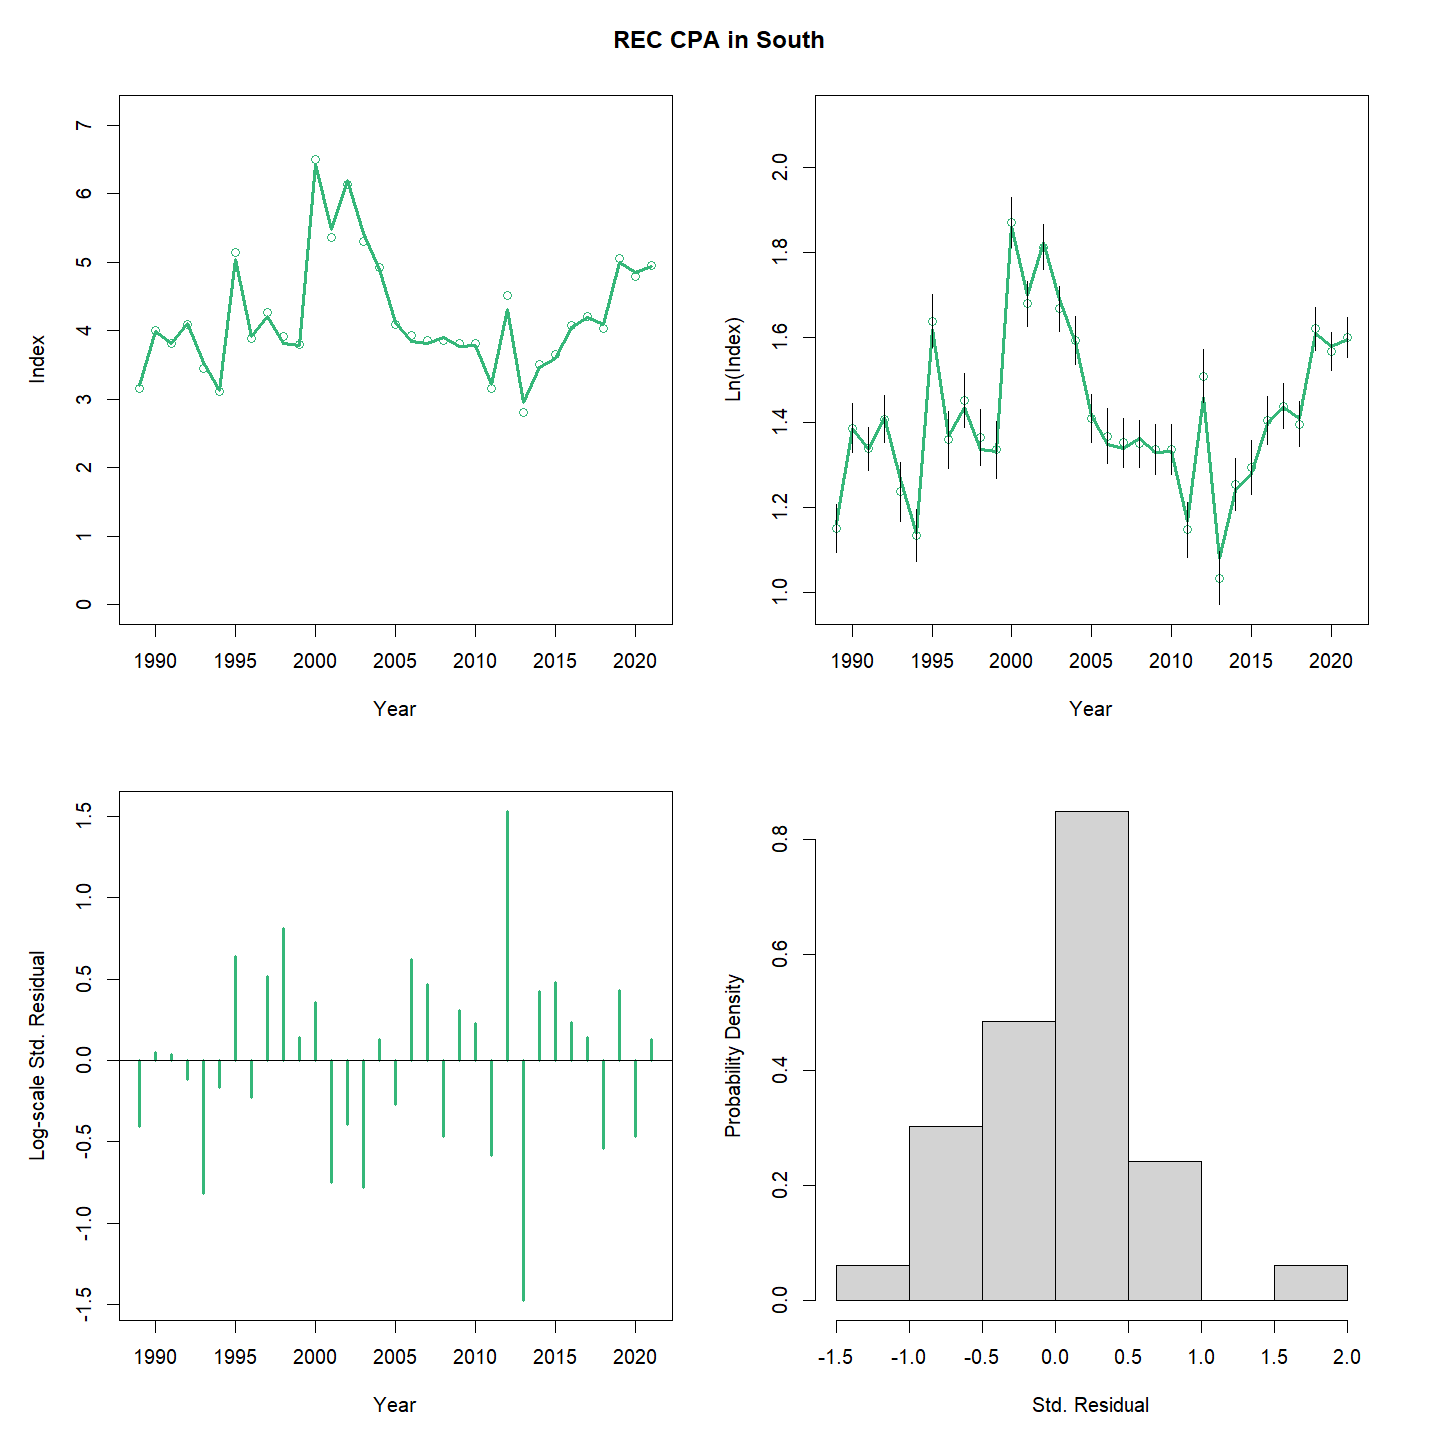 REC CPA in South
Index
7
6
5
4
3
2
1
0
1990 1995 2000 2005 2010 2015 2020
Year
Ln(Index)
2.0
1.8
1.6
1.4
1.2
1.0
1990 1995 2000 2005 2010 2015 2020
Year
Log-scale Std. Residual
1.5
1.0
0.5
0.0
-0.5
-1.0
-1.5
1990 1995 2000 2005 2010 2015 2020
Year
Probability Density
0.8
0.6
0.4
0.2
0.0
-1.5 -1.0 -0.5 0.0 0.5 1.0 1.5 2.0
Std. Residual